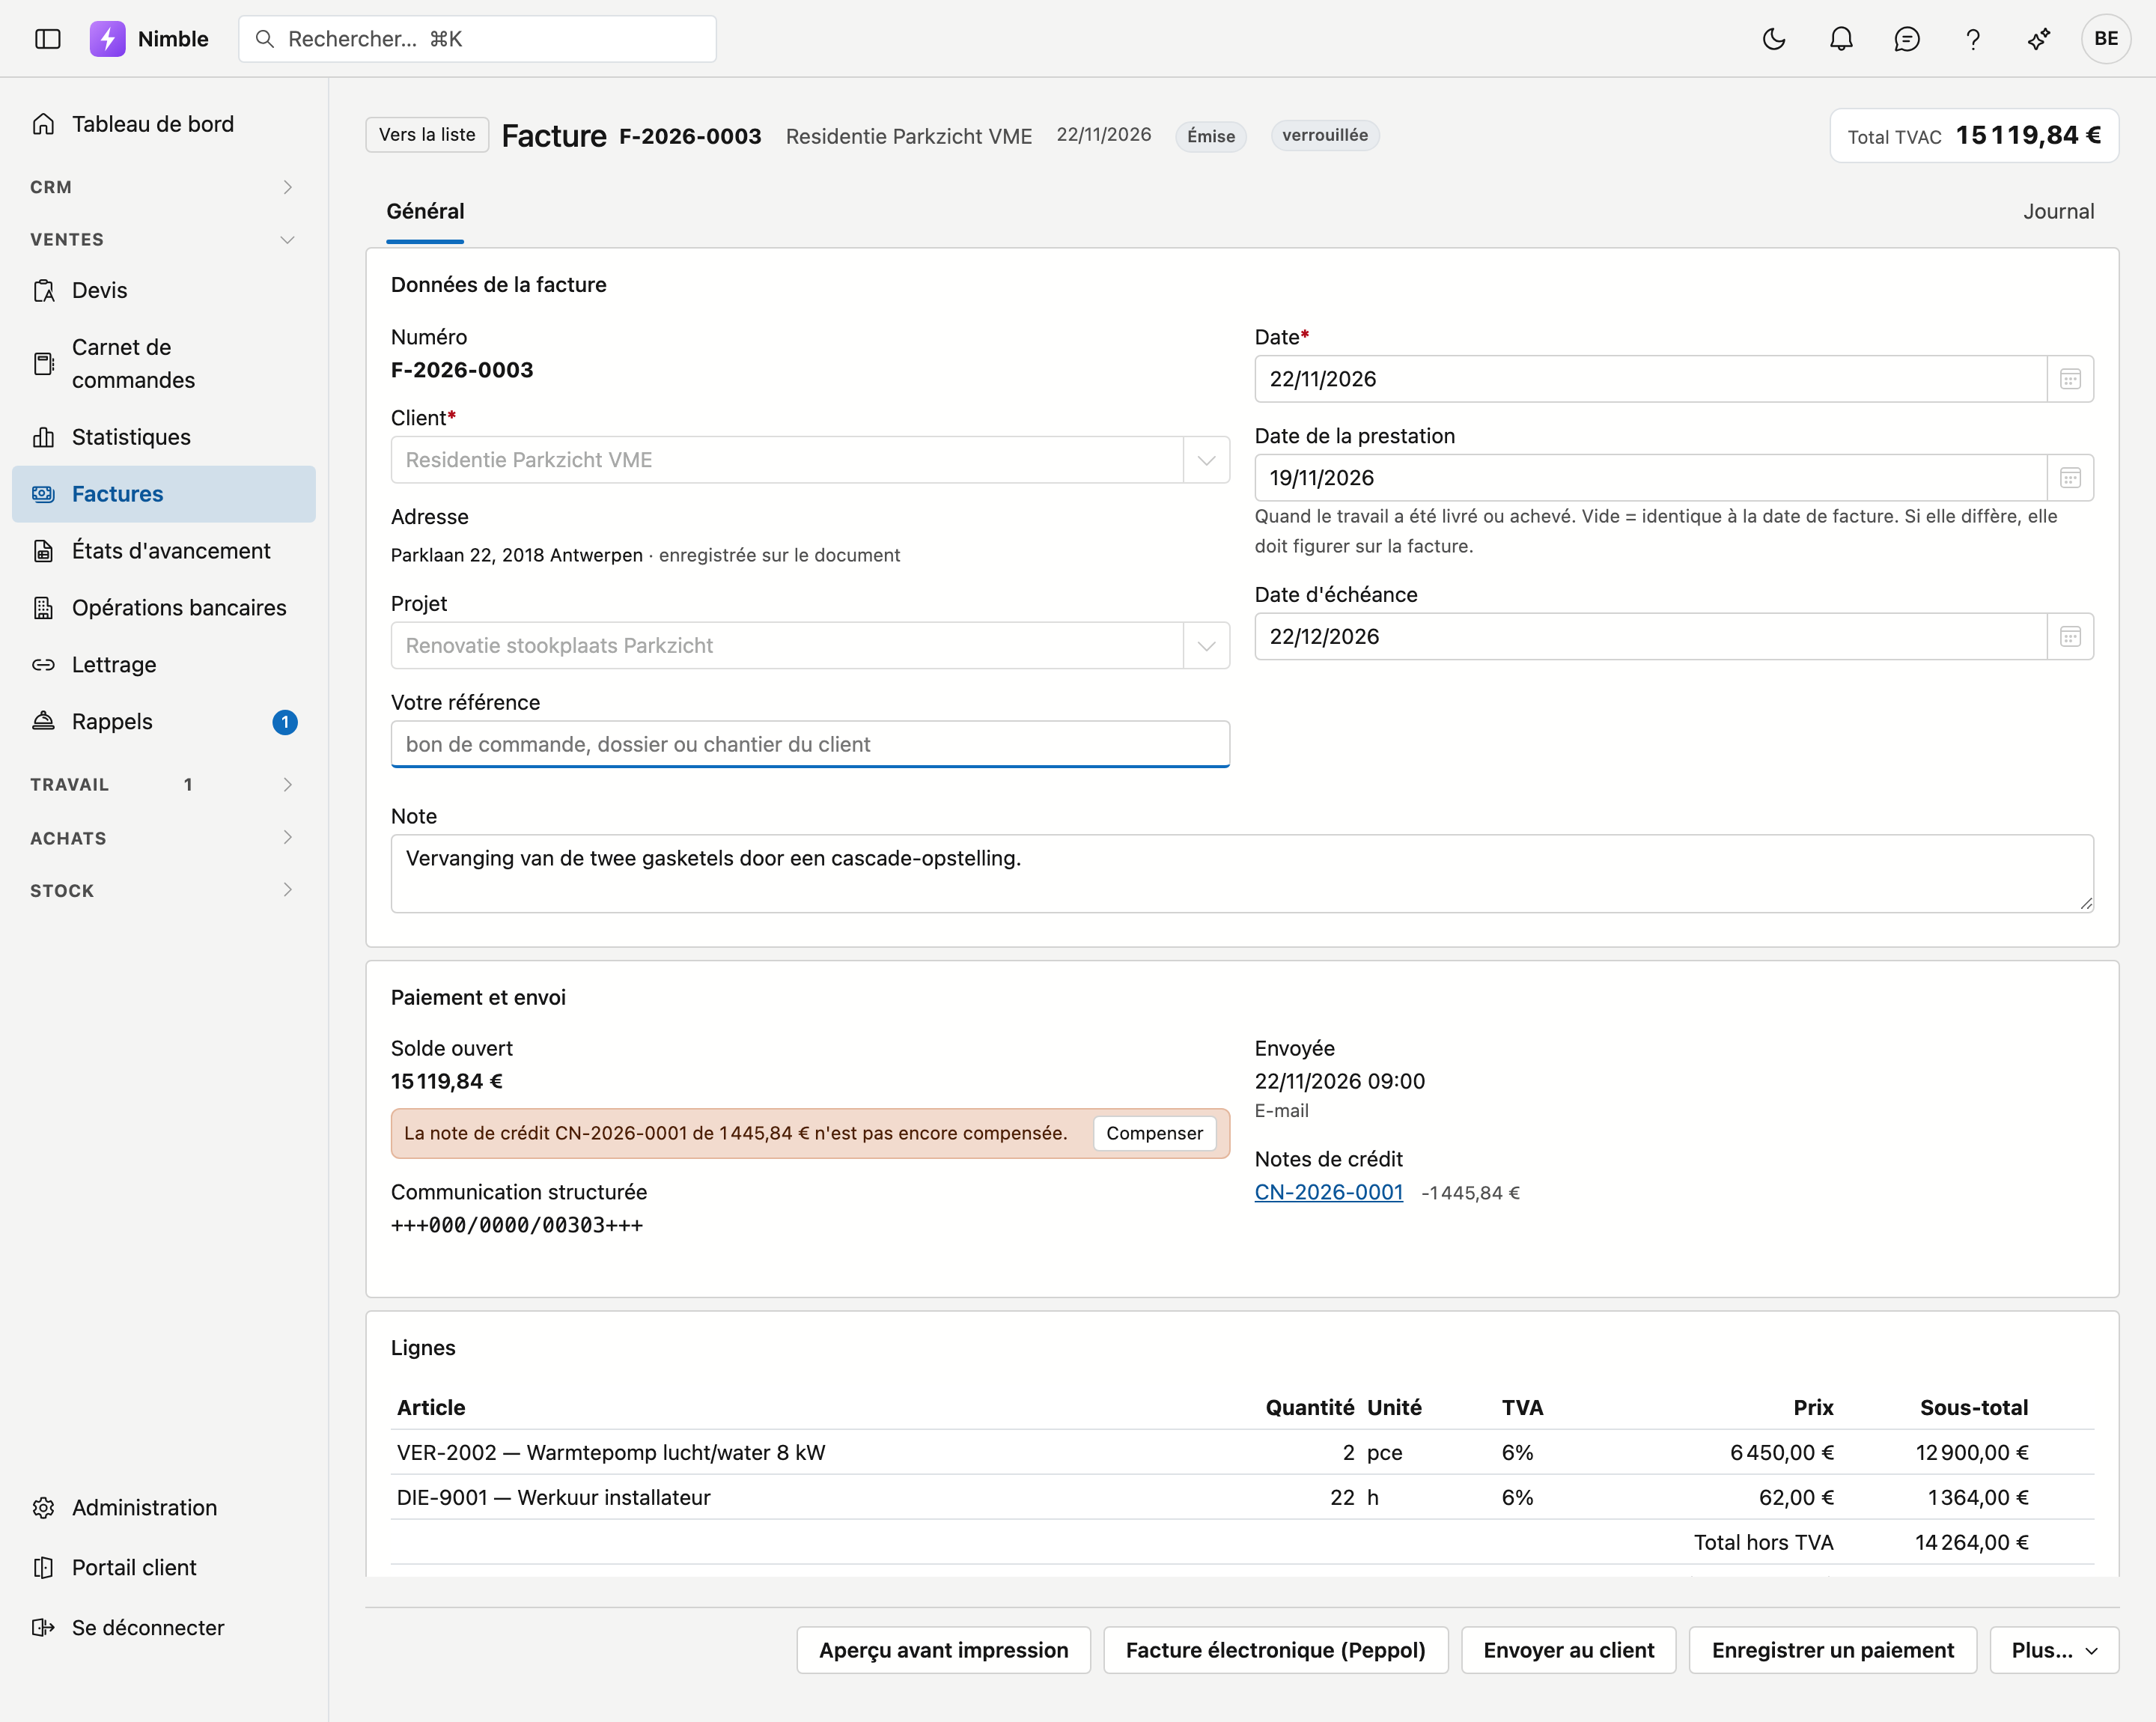 Nimble
Rechercher... ⌘K
BE
Tableau de bord
CRM
VENTES
Devis
Carnet de
commandes
Statistiques
Factures
États d'avancement
Opérations bancaires
Lettrage
Rappels 1
TRAVAIL 1
ACHATS
STOCK
Administration
Portail client
Se déconnecter
Vers la liste Facture F-2026-0003 Residentie Parkzicht VME 22/11/2026 Émise verrouillée
Total TVAC 15 119,84 €
Général
Journal
Données de la facture
Numéro
F-2026-0003
Client*
Residentie Parkzicht VME
Adresse
Parklaan 22, 2018 Antwerpen · enregistrée sur le document
Projet
Renovatie stookplaats Parkzicht
Votre référence
bon de commande, dossier ou chantier du client
Date*
22/11/2026
Date de la prestation
19/11/2026
Quand le travail a été livré ou achevé. Vide = identique à la date de facture. Si elle diffère, elle
doit figurer sur la facture.
Date d'échéance
22/12/2026
Note
Vervanging van de twee gasketels door een cascade-opstelling.
Paiement et envoi
Solde ouvert
15 119,84 €
La note de crédit CN-2026-0001 de 1 445,84 € n'est pas encore compensée. Compenser
Communication structurée
+++000/0000/00303+++
Envoyée
22/11/2026 09:00
E-mail
Notes de crédit
CN-2026-0001 -1 445,84 €
Lignes
Article Quantité Unité TVA Prix Sous-total
VER-2002 — Warmtepomp lucht/water 8 kW 2 pce 6% 6 450,00 € 12 900,00 €
DIE-9001 — Werkuur installateur 22 h 6% 62,00 € 1 364,00 €
Total hors TVA 14 264,00 €
Aperçu avant impression
Facture électronique (Peppol)
Envoyer au client
Enregistrer un paiement
Plus...